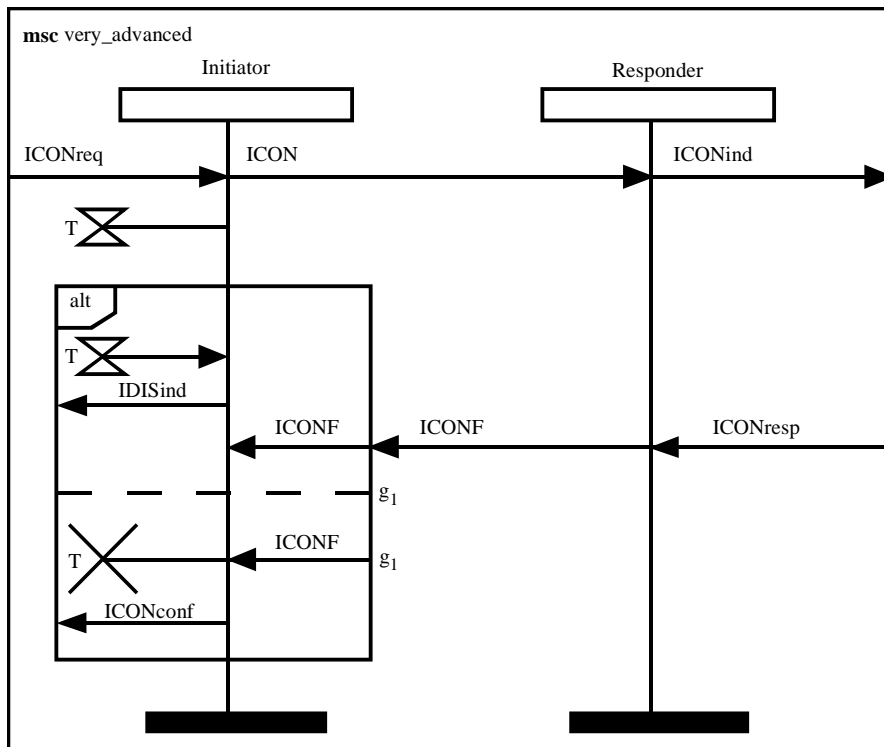 msc very_advanced
Initiator
Responder
ICONreq
ICON
ICONind
T
alt
T
IDISind
ICONF
ICONF
ICONresp
g1
T
ICONF
g1
ICONconf